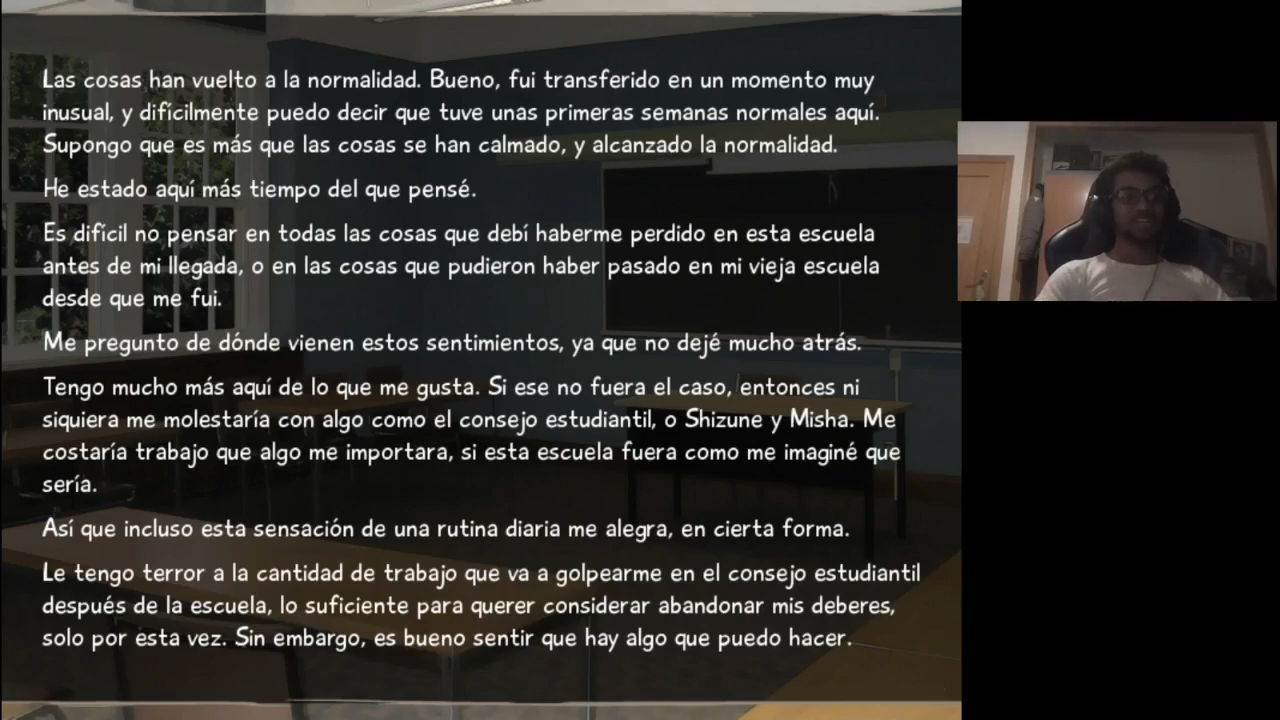 Las cosas han vuelto a la normalidad. Bueno, fui transferido en un momento muy
inusual, y difícilmente puedo decir que tuve unas primeras semanas normales aquí.
Supongo que es más que las cosas se han calmado, y alcanzado la normalidad.
He estado aquí más tiempo del que pensé.
Es difícil no pensar en todas las cosas que debí haberme perdido en esta escuela
antes de mi llegada, o en las cosas que pudieron haber pasado en mi vieja escuela
desde que me fui.
Me pregunto de dónde vienen estos sentimientos, ya que no dejé mucho atrás.
Tengo mucho más aquí de lo que me gusta. Si ese no fuera el caso, entonces ni
siquiera me molestaría con algo como el consejo estudiantil, o Shizune y Misha. Me
costaría trabajo que algo me importara, si esta escuela fuera como me imaginé que
sería.
Así que incluso esta sensación de una rutina diaria me alegra, en cierta forma.
Le tengo terror a la cantidad de trabajo que va a golpearme en el consejo estudiantil
después de la escuela, lo suficiente para querer considerar abandonar mis deberes,
solo por ésta vez. Sin embargo, es bueno sentir que hay algo que puedo hacer.